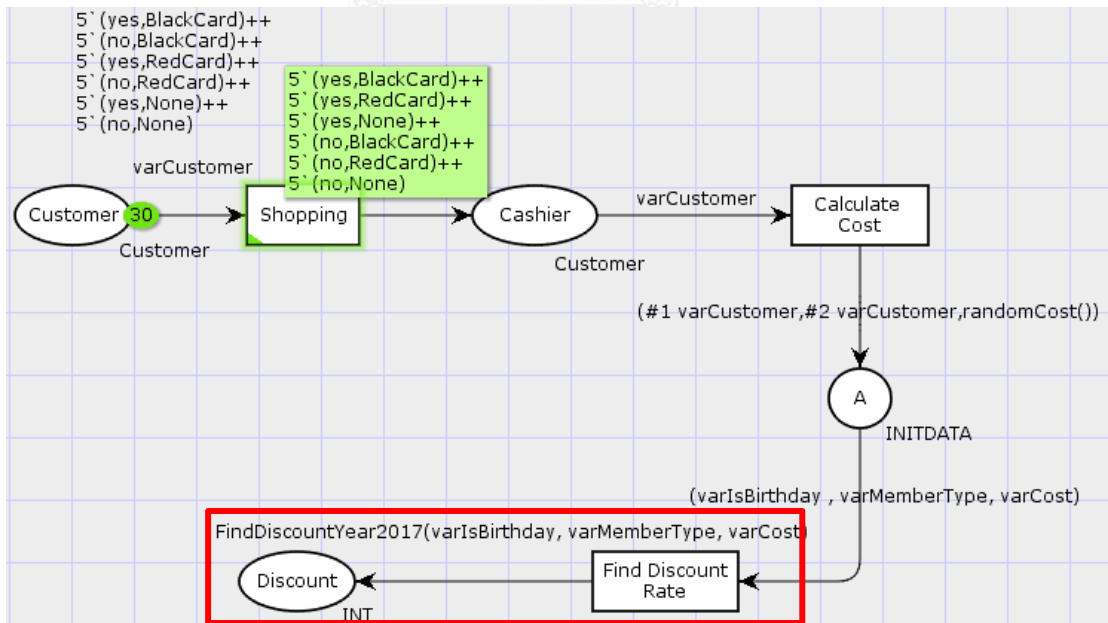 5`(yes,BlackCard)++
5`(no,BlackCard)++
5`(yes,RedCard)++
5`(no,RedCard)++
5`(yes,None)++
5`(no,None)
5`(yes,BlackCard)++
5`(yes,RedCard)++
5`(yes,None)++
5`(no,BlackCard)++
5`(no,RedCard)++
5`(no,None)
varCustomer
Customer
30
Customer
Shopping
Cashier
Customer
varCustomer
Calculate
Cost
(#1 varCustomer,#2 varCustomer,randomCost())
A
INITDATA
(varIsBirthday , varMemberType, varCost)
FindDiscountYear2017(varIsBirthday, varMemberType, varCost)
Discount
INT
Find Discount
Rate